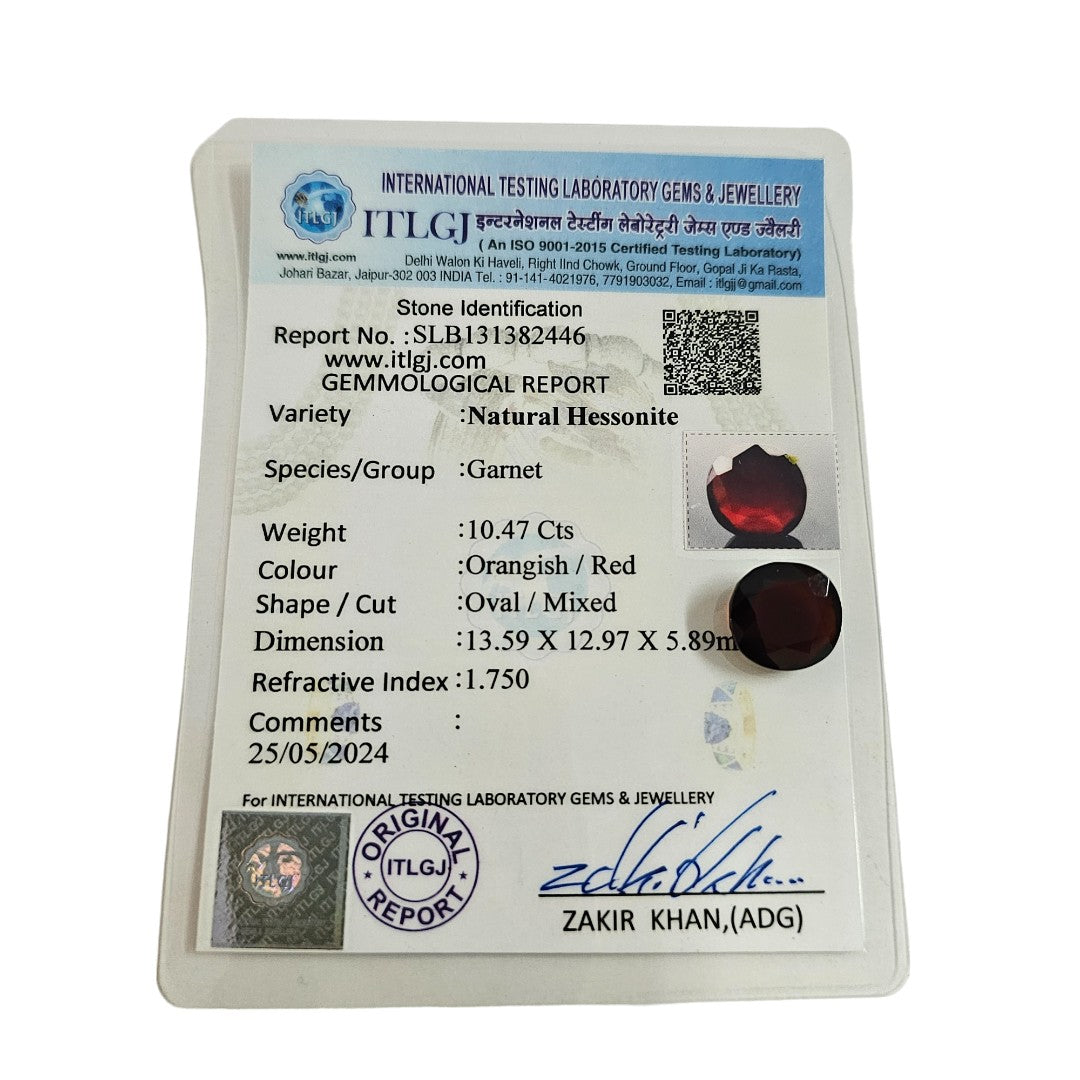 INTERNATIONAL TESTING LABORATORY GEMS & JEWELLERY
ITLGJ
ITLGJ इन्टरनेशनल टेस्टींग लेबोरेट्ररी जेम्स एण्ड ज्वैलरी
( An ISO 9001-2015 Certified Testing Laboratory)
www.itlgj.com
Delhi Walon Ki Haveli, Right IInd Chowk, Ground Floor, Gopal Ji Ka Rasta,
Johari Bazar, Jaipur-302 003 INDIA Tel. : 91-141-4021976, 7791903032, Email : itlgjj@gmail.com
Stone Identification
Report No. :SLB131382446
www.itlgj.com
GEMMOLOGICAL REPORT
Variety :Natural Hessonite
Species/Group :Garnet
Weight :10.47 Cts
Colour :Orangish / Red
Shape / Cut :Oval / Mixed
Dimension :13.59 X 12.97 X 5.89m
Refractive Index :1.750
Comments :
25/05/2024
For INTERNATIONAL TESTING LABORATORY GEMS & JEWELLERY
ITLGJ
ORIGINAL
ITLGJ
REPORT
ZAKIR KHAN,(ADG)